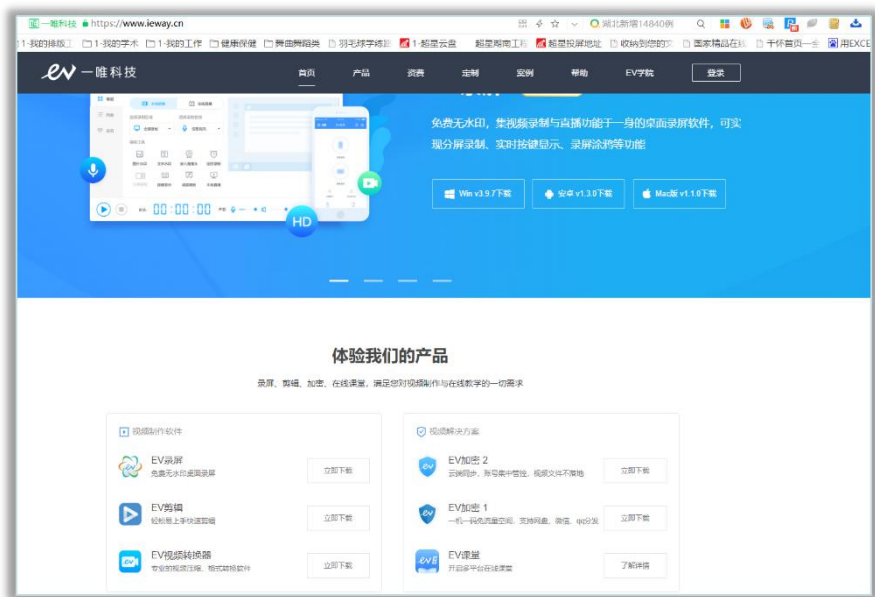 一唯科技 https://www.ieway.cn 湖北新增14840例
1-我的学术 1-我的工作 健康保健 舞曲舞蹈类 羽毛球学练 1-超星云盘 超星投屏地址 收纳到您的 国家精品在 千怀首页一 用EXCE
ev 一唯科技 首页 产品 资费 定制 案例 帮助 EV学院 登录
免费无水印，集视频录制与直播功能于一身的桌面录屏软件，可实
现分屏录制、实时按键显示、录屏涂鸦等功能
Win v3.9.7下载 安卓 v1.3.0下载 Mac版 v1.1.0下载
00:00:00
HD
体验我们的产品
录屏、剪辑、加密、在线课堂，满足您对视频制作与在线教学的一切需求
视频制作软件
EV录屏
免费无水印桌面录屏
立即下载
EV剪辑
轻松易上手快速剪辑
立即下载
EV视频转换器
专业的视频压缩、格式转换软件
立即下载
视频解决方案
EV加密 2
云端同步、账号集中管控，视频文件不落地
立即下载
EV加密 1
一机一码免流量空间、支持网盘、微信、qq分发
立即下载
EV课堂
开启多平台在线课堂
了解详情